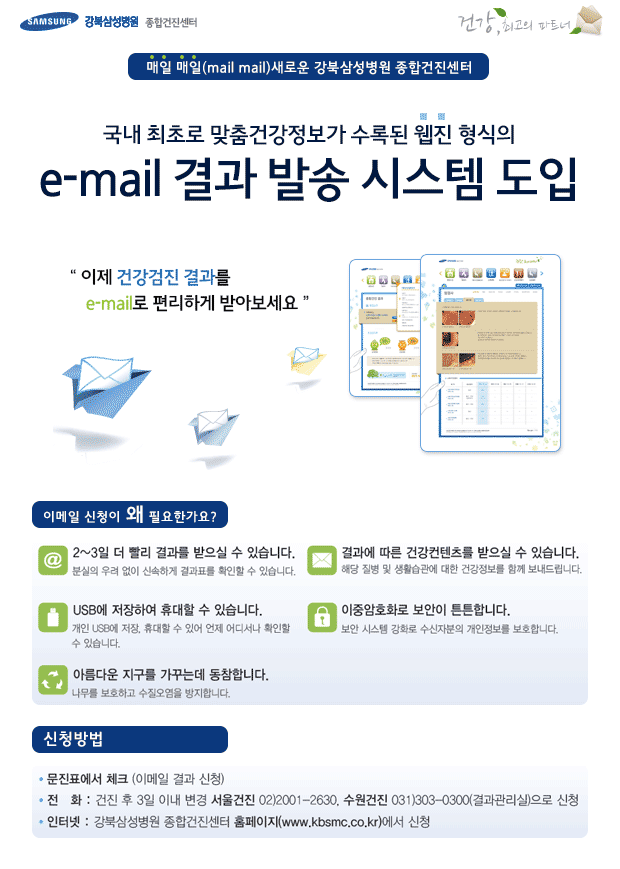 SAMSUNG 강북삼성병원 종합건진센터
건강, 최고의 파트너
매일 매일(mail mail)새로운 강북삼성병원 종합건진센터
국내 최초로 맞춤건강정보가 수록된 웹진 형식의
e-mail 결과 발송 시스템 도입
“ 이제 건강검진 결과를
e-mail로 편리하게 받아보세요 ”
이메일 신청이 왜 필요한가요?
2~3일 더 빨리 결과를 받으실 수 있습니다.
분실의 우려 없이 신속하게 결과표를 확인할 수 있습니다.
결과에 따른 건강컨텐츠를 받으실 수 있습니다.
해당 질병 및 생활습관에 대한 건강정보를 함께 보내드립니다.
USB에 저장하여 휴대할 수 있습니다.
개인 USB에 저장, 휴대할 수 있어 언제 어디서나 확인할
수 있습니다.
이중암호화로 보안이 튼튼합니다.
보안 시스템 강화로 수신자분의 개인정보를 보호합니다.
아름다운 지구를 가꾸는데 동참합니다.
나무를 보호하고 수질오염을 방지합니다.
신청방법
• 문진표에서 체크 (이메일 결과 신청)
• 전 화 : 건진 후 3일 이내 변경 서울건진 02)2001-2630, 수원건진 031)303-0300(결과관리실)으로 신청
• 인터넷 : 강북삼성병원 종합건진센터 홈페이지(www.kbsmc.co.kr)에서 신청